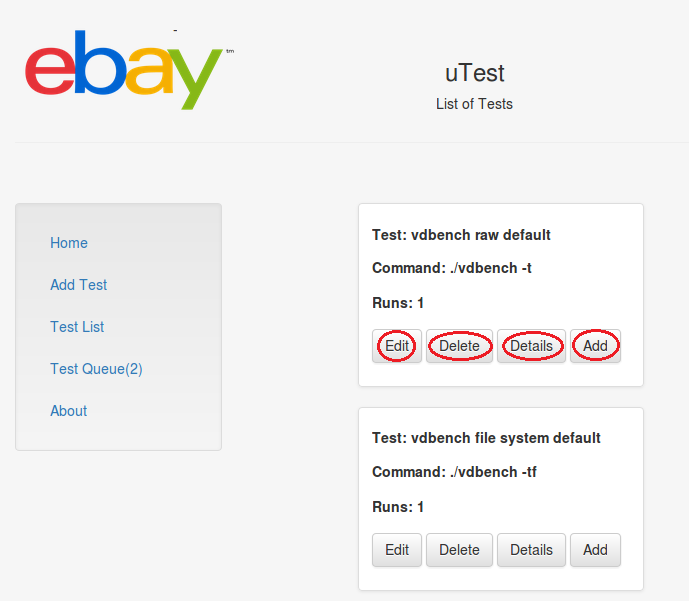 ebay™
uTest
List of Tests
Home
Add Test
Test List
Test Queue(2)
About
Test: vdbench raw default
Command: ./vdbench -t
Runs: 1
Edit Delete Details Add
Test: vdbench file system default
Command: ./vdbench -tf
Runs: 1
Edit Delete Details Add